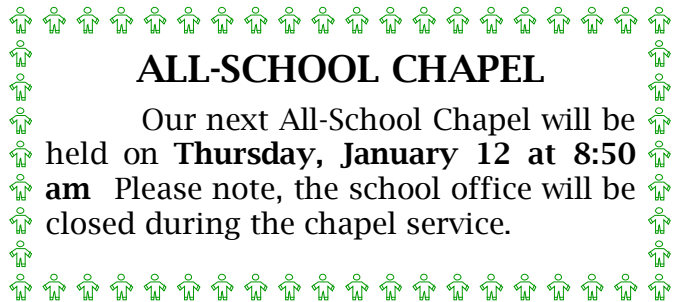 ALL-SCHOOL CHAPEL
Our next All-School Chapel will be
held on Thursday, January 12 at 8:50
am Please note, the school office will be
closed during the chapel service.